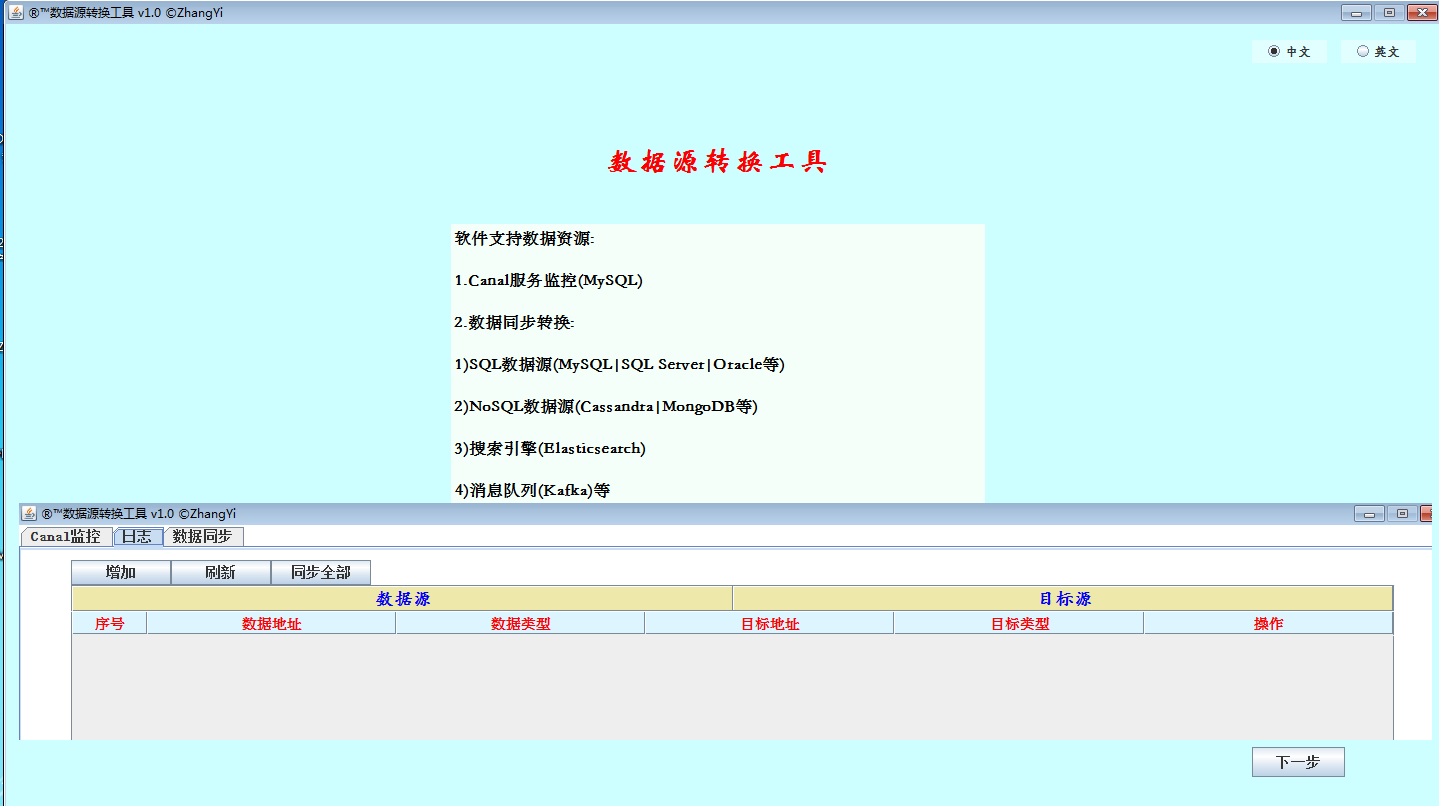 ®™数据源转换工具 v1.0 ©ZhangYi
中文 英文
数据源转换工具
软件支持数据资源:
1.Canal服务监控(MySQL)
2.数据同步转换:
1)SQL数据源(MySQL|SQL Server|Oracle等)
2)NoSQL数据源(Cassandra|MongoDB等)
3)搜索引擎(Elasticsearch)
4)消息队列(Kafka)等
®™数据源转换工具 v1.0 ©ZhangYi
Canal监控 日志 数据同步
增加 刷新 同步全部
数据源 目标源
序号 数据地址 数据类型 目标地址 目标类型 操作
下一步